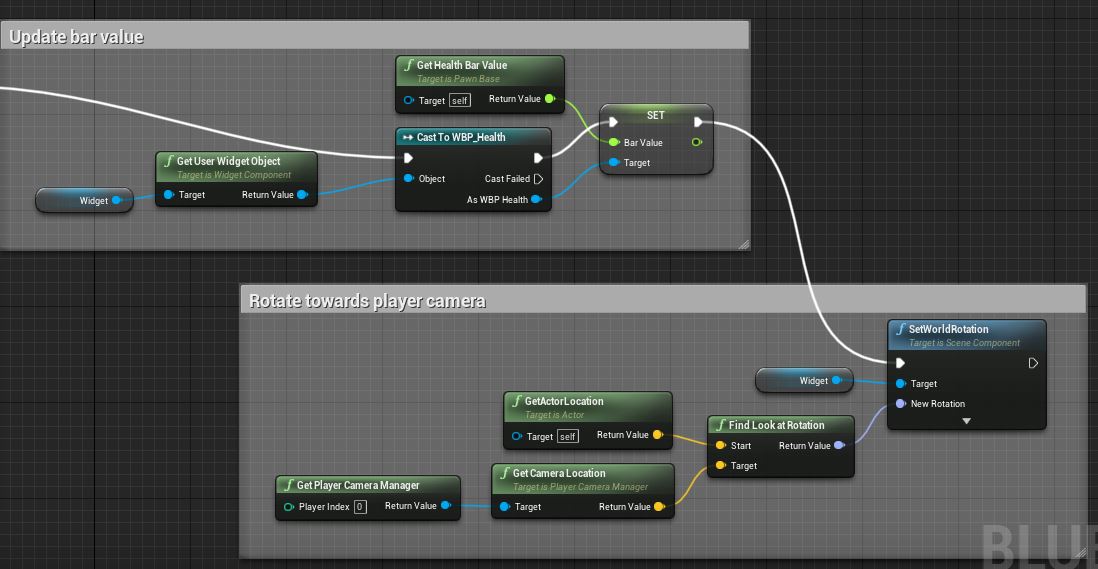 Update bar value
Get Health Bar Value
Target is Pawn Base
Target self Return Value
SET
Bar Value
Target
Cast To WBP_Health
Object
Cast Failed
As WBP Health
Get User Widget Object
Target is Widget Component
Target Return Value
Widget
Rotate towards player camera
SetWorldRotation
Target is Scene Component
Target
New Rotation
Widget
GetActorLocation
Target is Actor
Target self Return Value
Find Look at Rotation
Start Return Value
Target
Get Camera Location
Target is Player Camera Manager
Target Return Value
Get Player Camera Manager
Player Index 0 Return Value